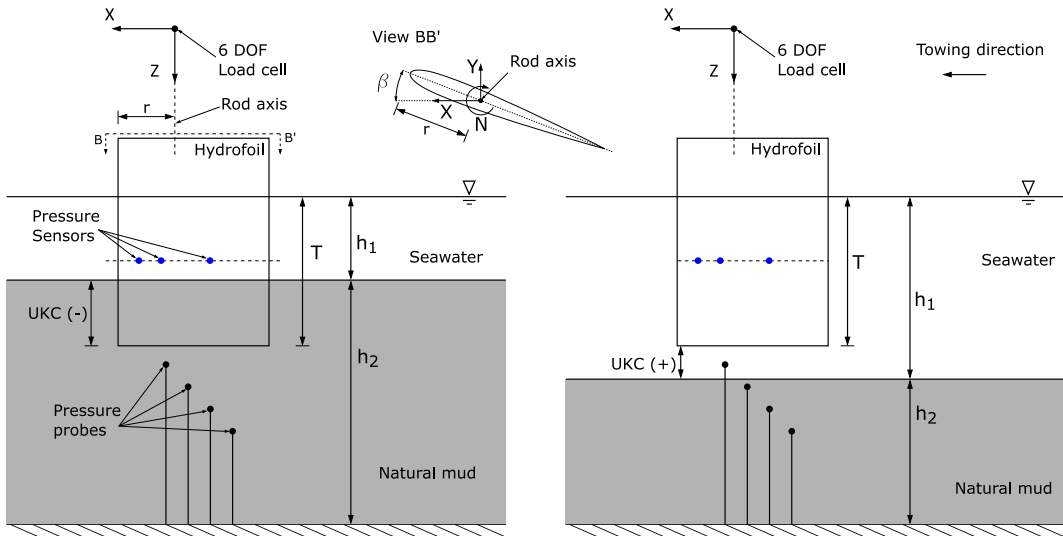 X
6 DOF
Load cell
Z
Rod axis
r
B
B'
Hydrofoil
Pressure
Sensors
T
h1
Seawater
UKC (-)
h2
Pressure
probes
Natural mud
View BB'
β
Y
Rod axis
X
N
r
X
6 DOF
Load cell
Z
Towing direction
Hydrofoil
T
h1
Seawater
UKC (+)
h2
Natural mud